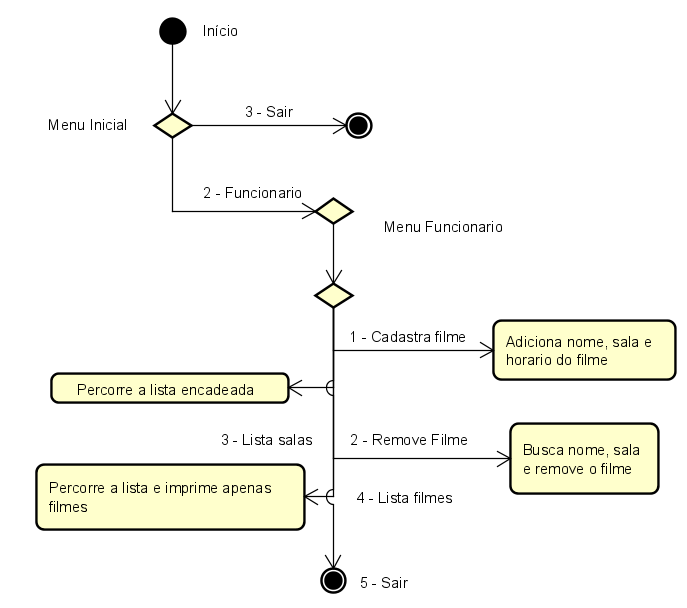 Início
3 - Sair
Menu Inicial
2 - Funcionario
Menu Funcionario
1 - Cadastra filme
Adiciona nome, sala e
horario do filme
Percorre a lista encadeada
3 - Lista salas
2 - Remove Filme
Busca nome, sala
e remove o filme
Percorre a lista e imprime apenas
filmes
4 - Lista filmes
5 - Sair